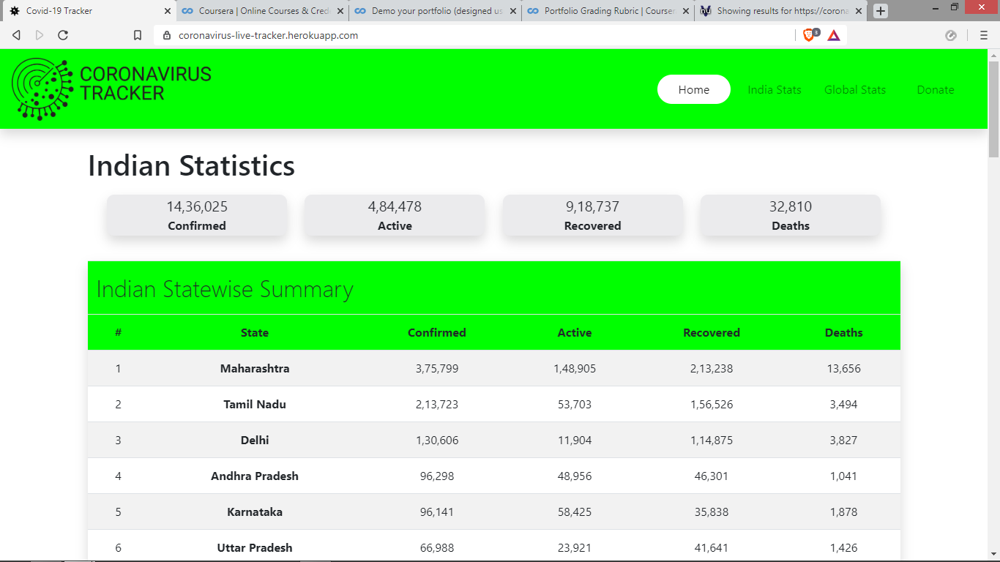 Covid-19 Tracker
Coursera | Online Courses & Cred
Demo your portfolio (designed us
Portfolio Grading Rubric | Courser
Showing results for https://corona
coronavirus-live-tracker.herokuapp.com
3
CORONAVIRUS
TRACKER
Home India Stats Global Stats Donate
Indian Statistics
14,36,025 4,84,478 9,18,737 32,810
Confirmed Active Recovered Deaths
Indian Statewise Summary
# State Confirmed Active Recovered Deaths
1 Maharashtra 3,75,799 1,48,905 2,13,238 13,656
2 Tamil Nadu 2,13,723 53,703 1,56,526 3,494
3 Delhi 1,30,606 11,904 1,14,875 3,827
4 Andhra Pradesh 96,298 48,956 46,301 1,041
5 Karnataka 96,141 58,425 35,838 1,878
6 Uttar Pradesh 66,988 23,921 41,641 1,426